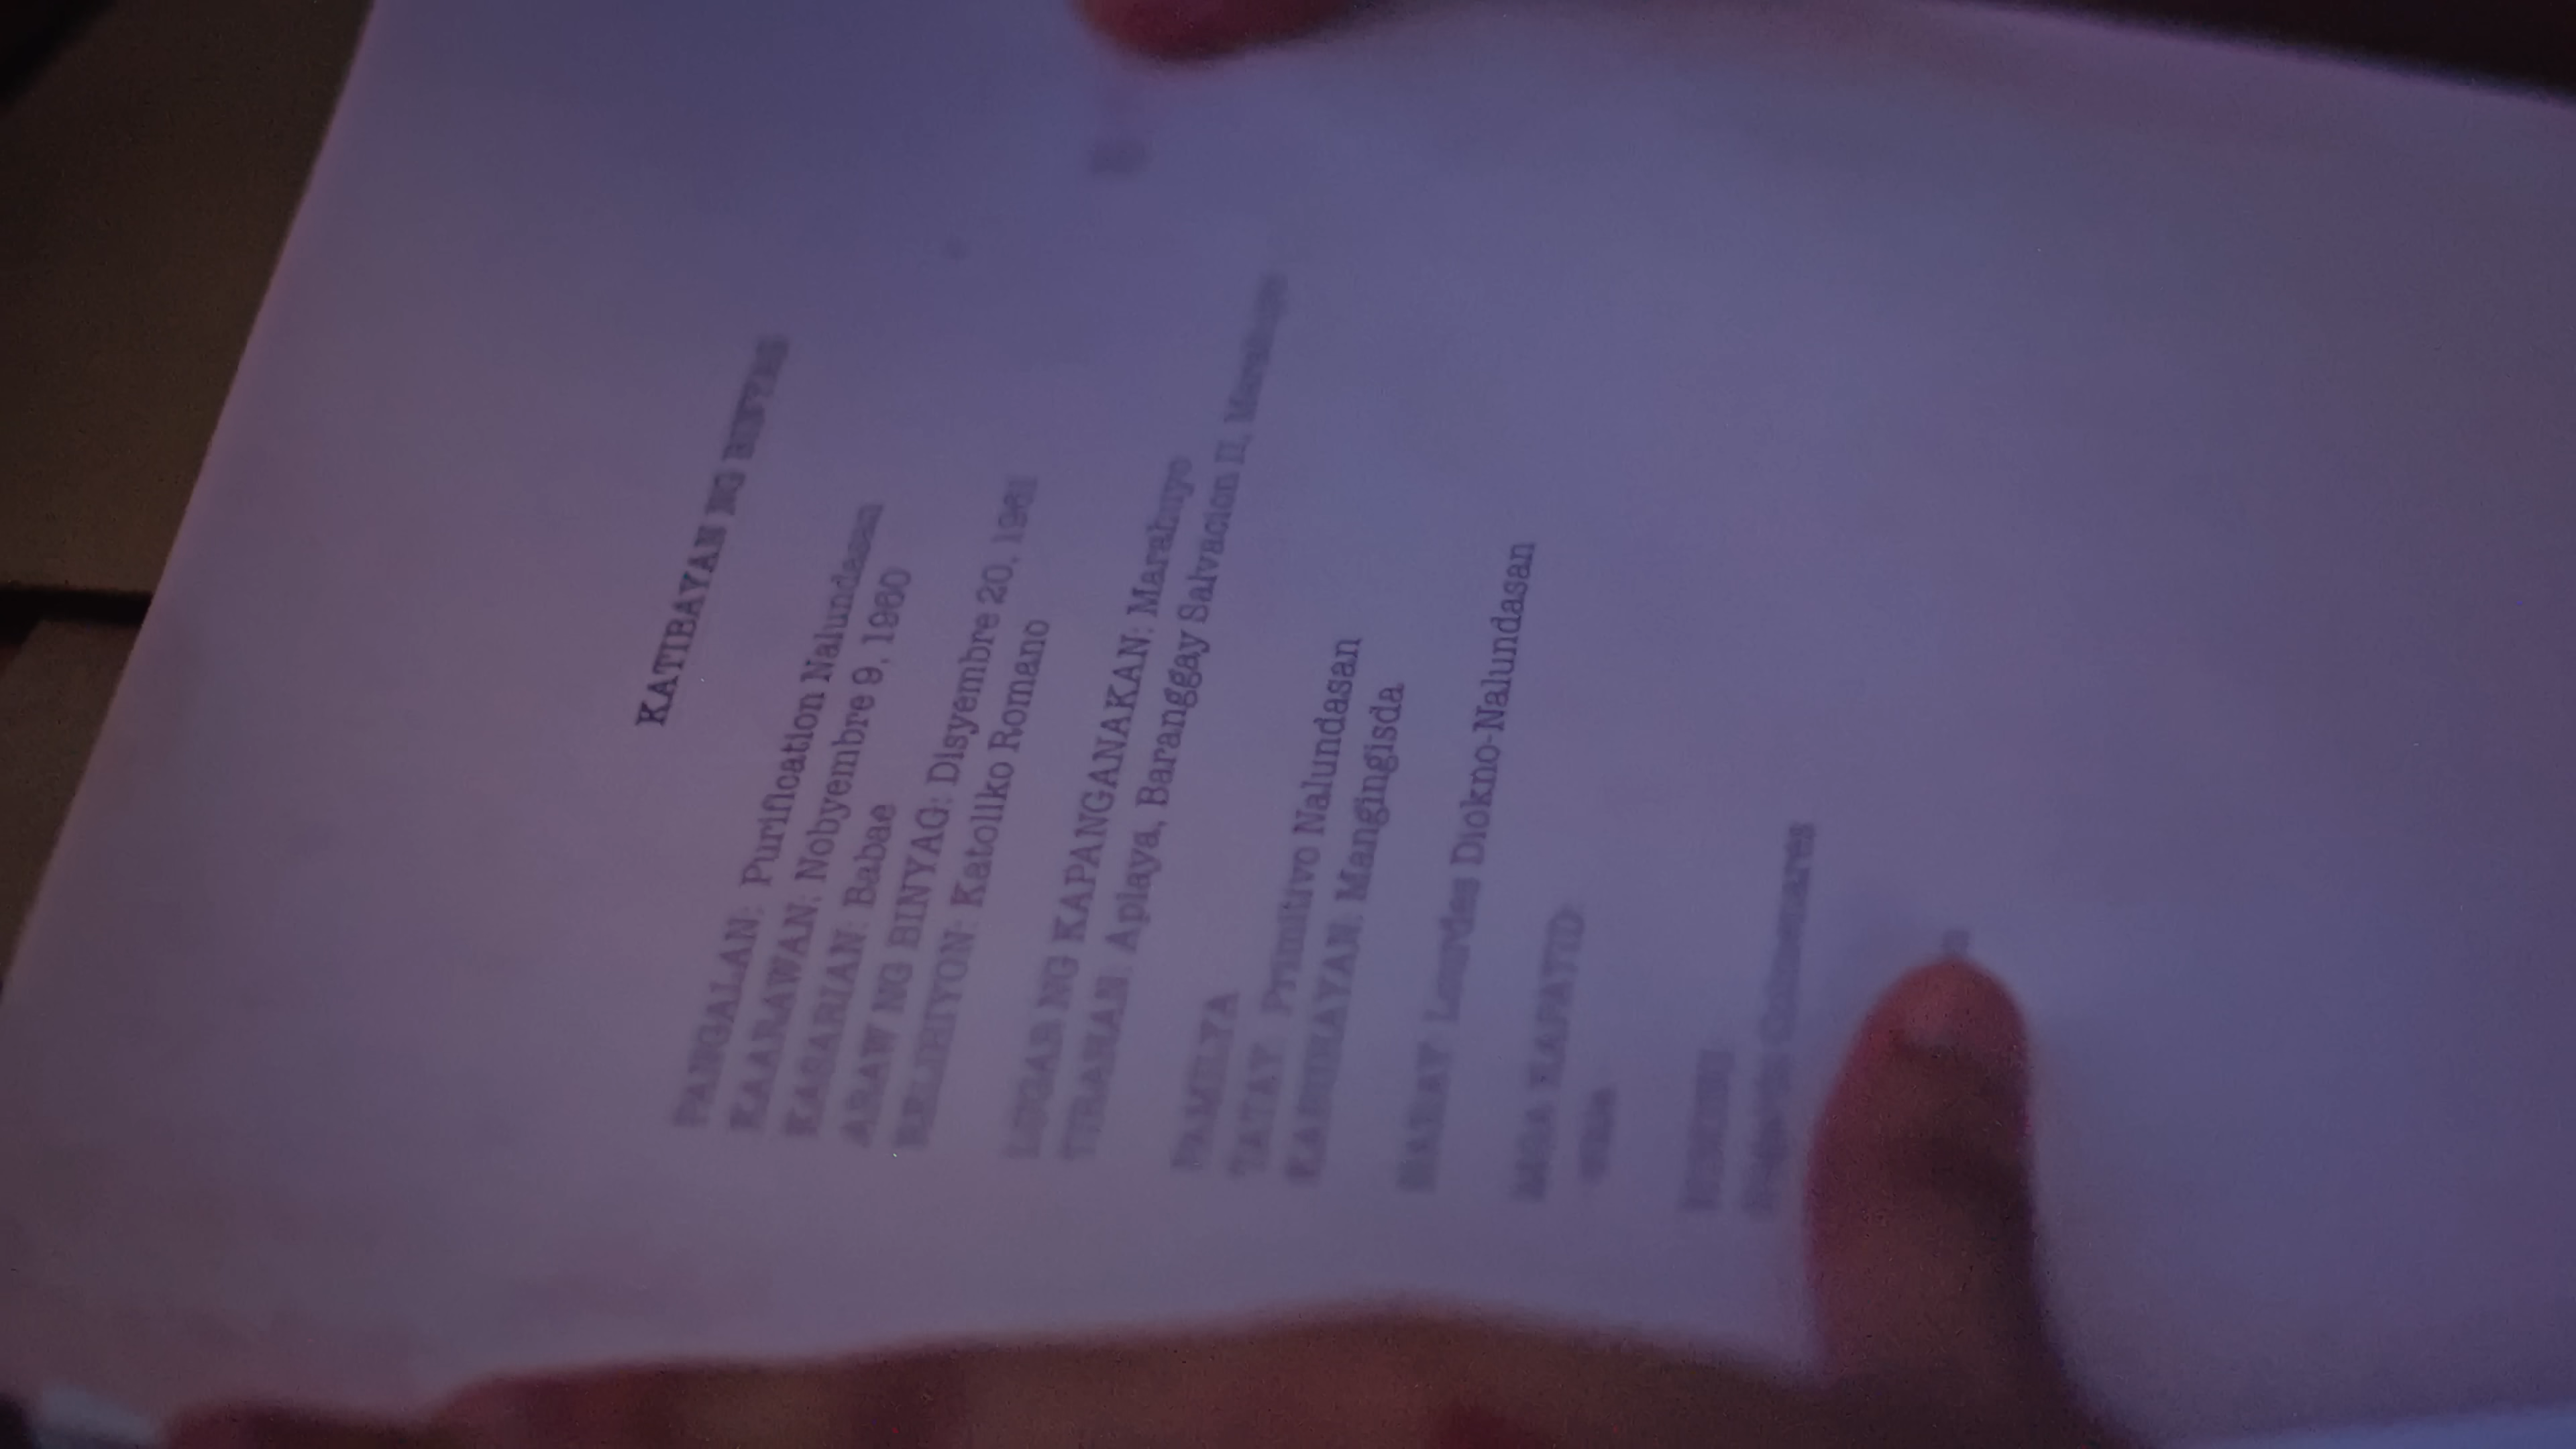 KATIBAYAN NG BINYAG
PANGALAN: Purification Nalundasan
KAARAWAN: Nobyembre 9, 1960
KASARIAN: Babae
ARAW NG BINYAG: Disyembre 20, 1961
RELIHIYON: Katoliko Romano
LUGAR NG KAPANGANAKAN: Marahuyo
TIRAHAN: Aplaya, Baranggay Salvacion II, Marahuyo
PAMILYA
TATAY: Primitivo Nalundasan
KABUHAYAN: Mangingisda
NANAY: Lourdes Diokno-Nalundasan
MGA KAPATID: